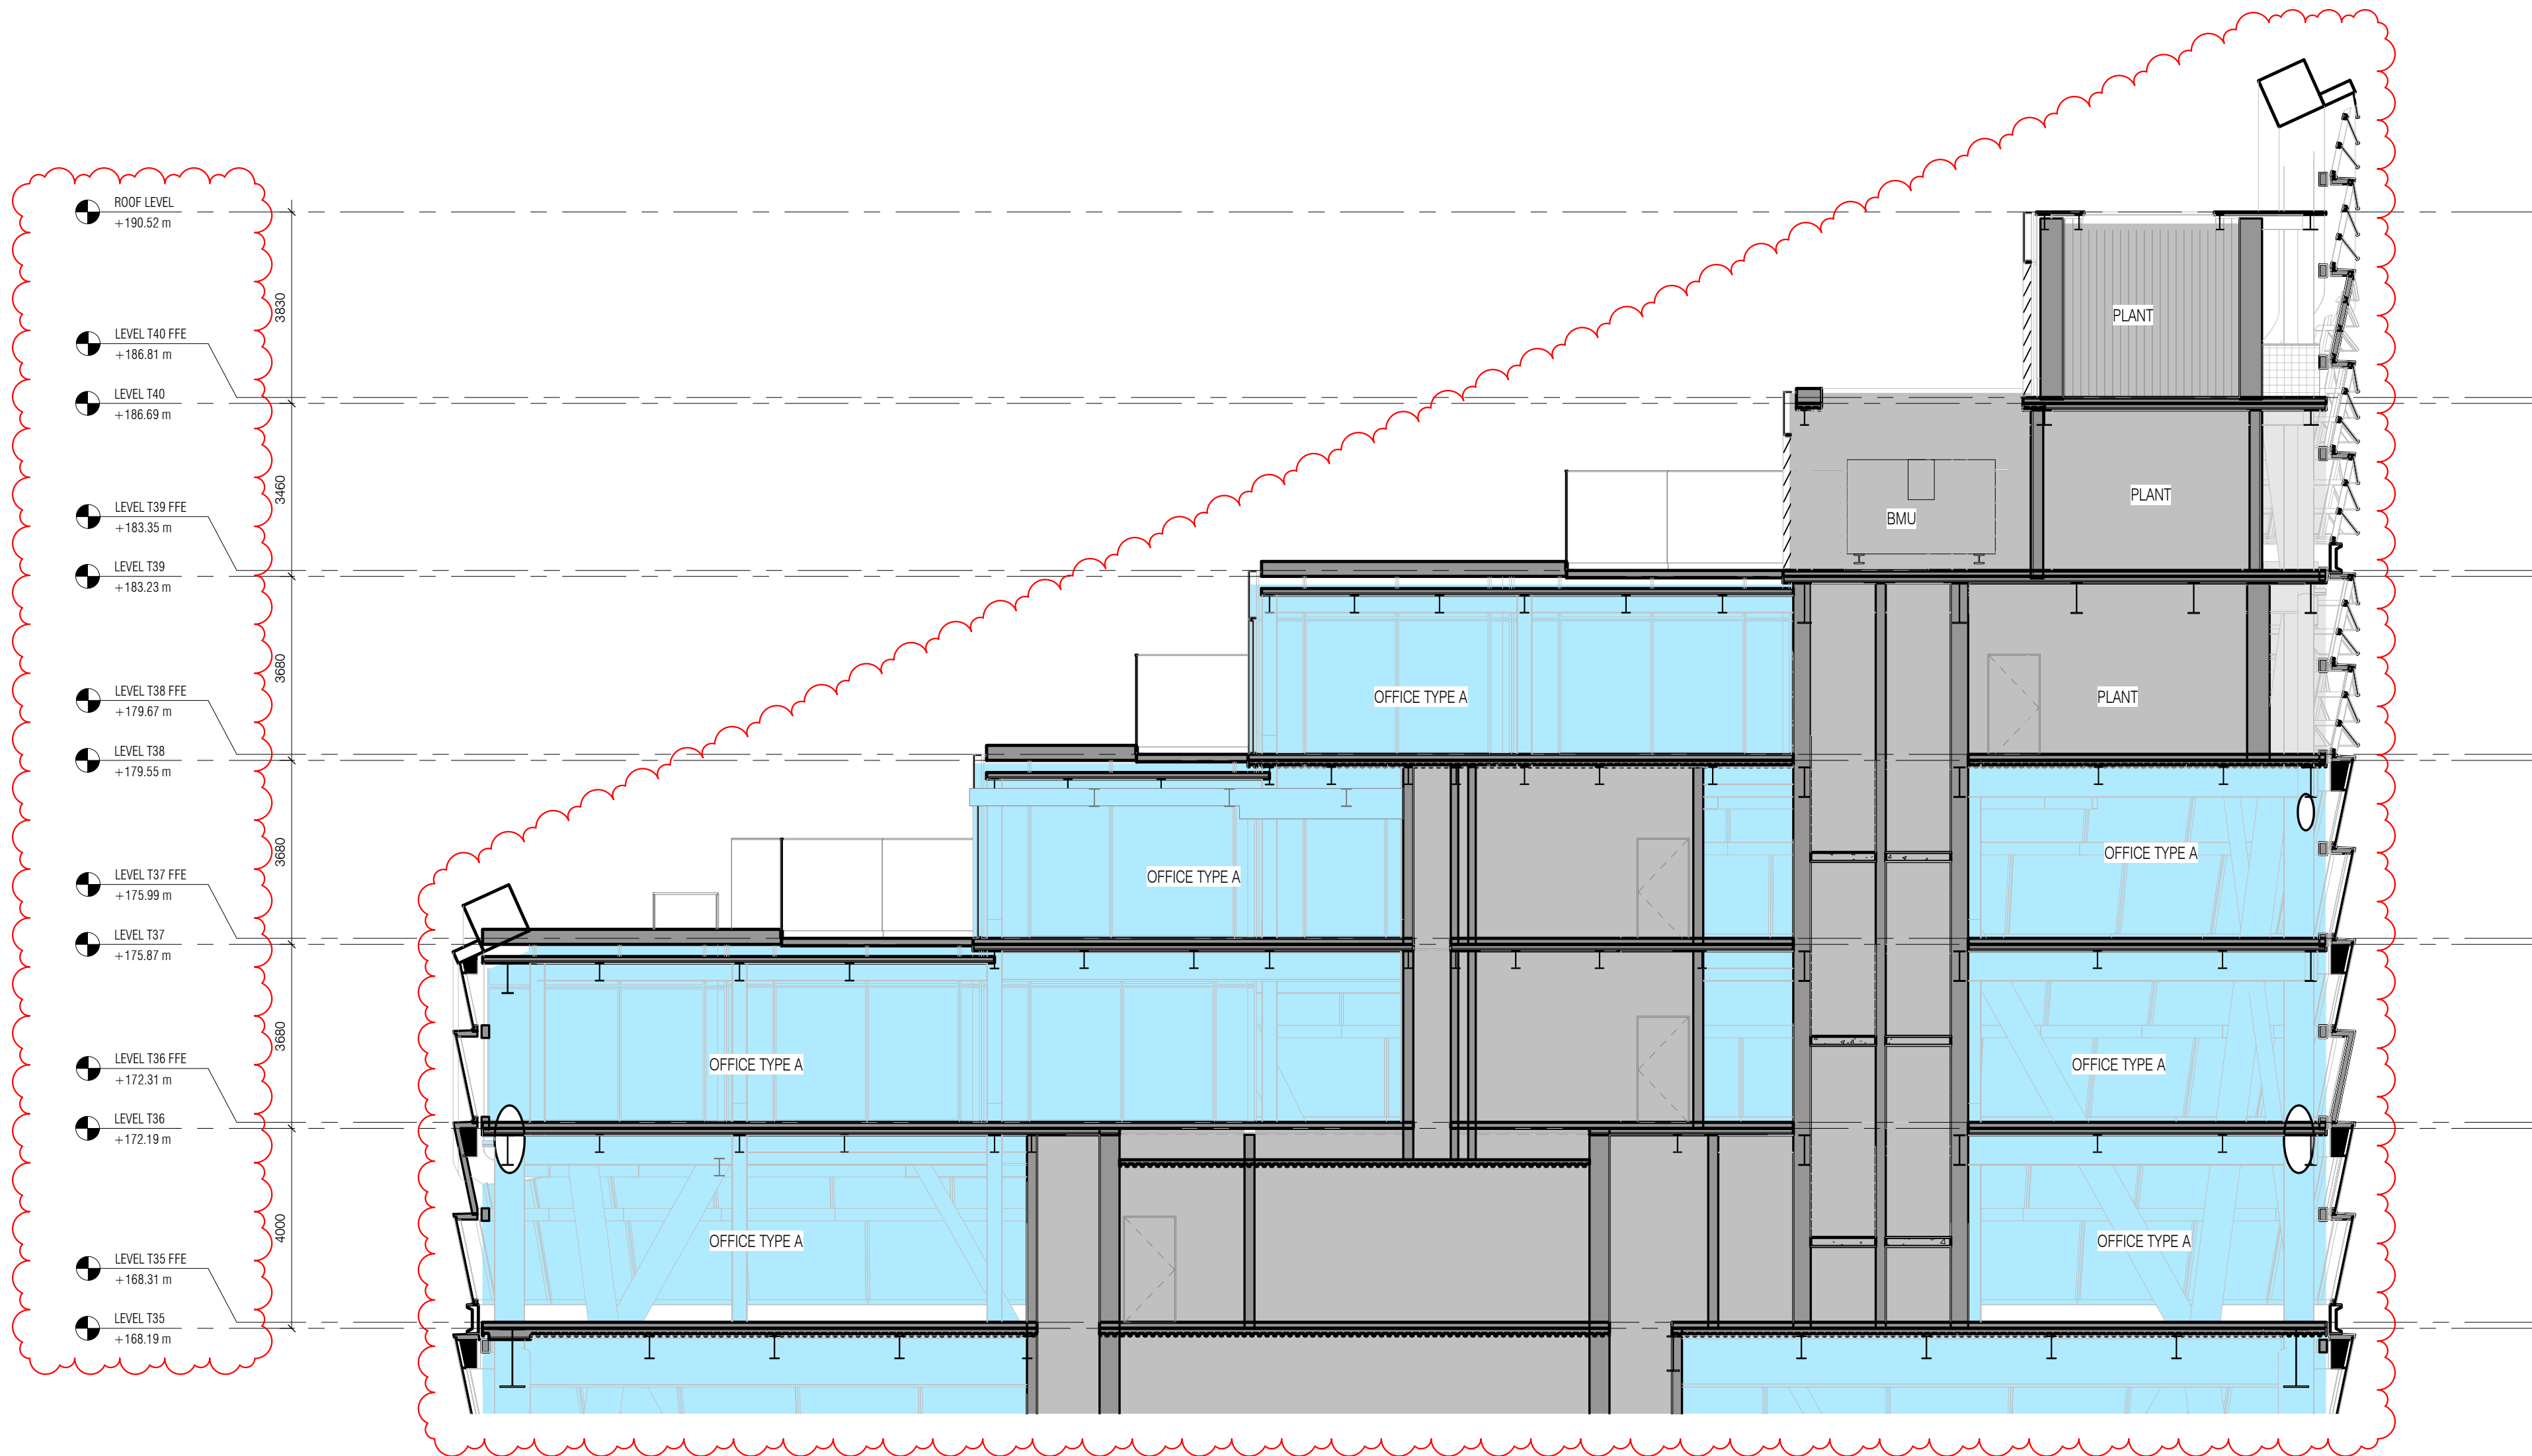 ROOF LEVEL
+190.52 m
3830
PLANT
LEVEL T40 FFE
+186.81 m
LEVEL T40
+186.69 m
3460
PLANT
BMU
LEVEL T39 FFE
+183.35 m
LEVEL T39
+183.23 m
3680
OFFICE TYPE A
PLANT
LEVEL T38 FFE
+179.67 m
LEVEL T38
+179.55 m
3680
OFFICE TYPE A
OFFICE TYPE A
LEVEL T37 FFE
+175.99 m
LEVEL T37
+175.87 m
3680
OFFICE TYPE A
OFFICE TYPE A
LEVEL T36 FFE
+172.31 m
LEVEL T36
+172.19 m
4000
OFFICE TYPE A
OFFICE TYPE A
LEVEL T35 FFE
+168.31 m
LEVEL T35
+168.19 m